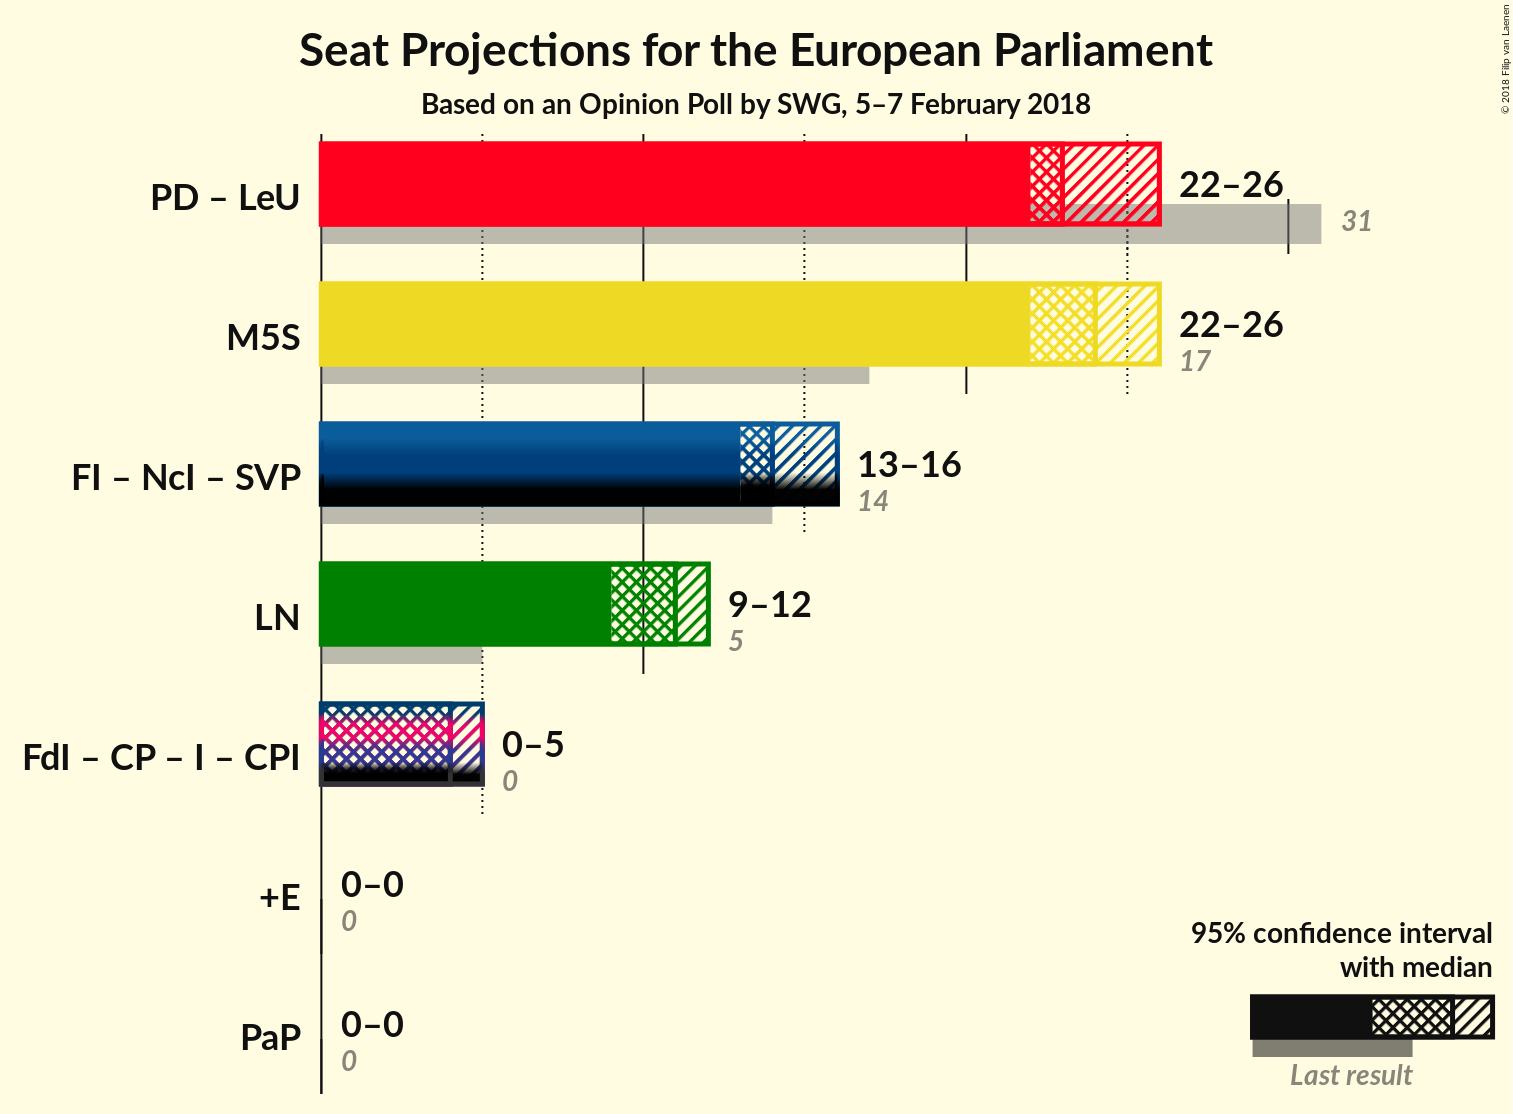 Seat Projections for the European Parliament
Based on an Opinion Poll by SWG, 5–7 February 2018
© 2018 Filip van Laenen
PD – LeU
22–26
31
M5S
22–26
17
FI – NcI – SVP
13–16
14
LN
9–12
5
FdI – CP – I – CPI
0–5
0
+E
0–0
0
PaP
0–0
0
95% confidence interval
with median
Last result